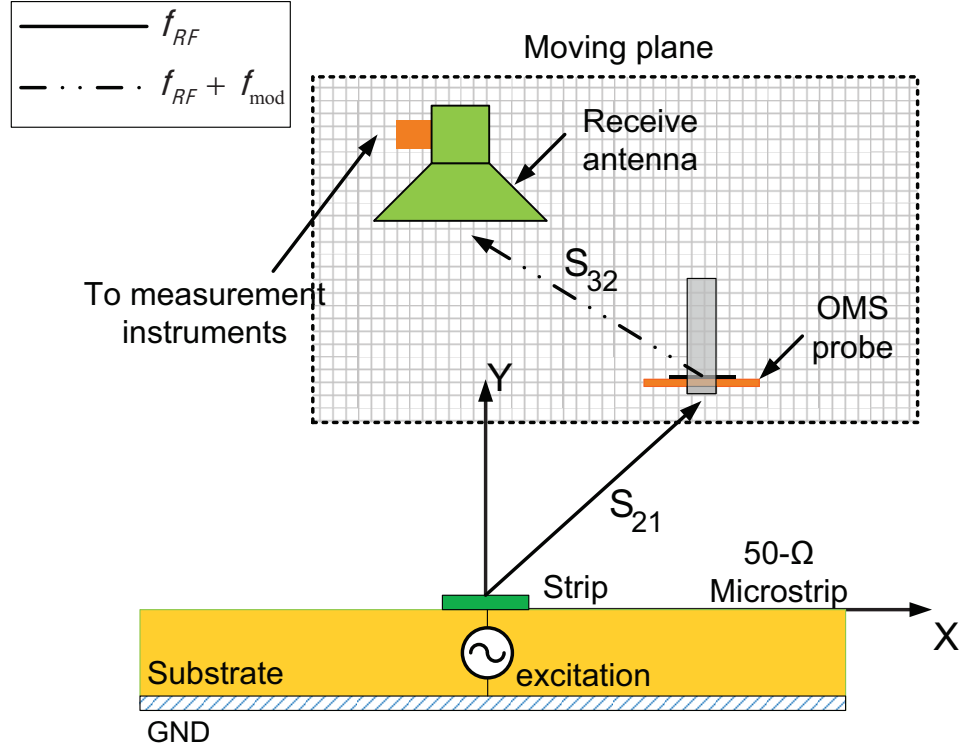 f_RF
f_RF + f_mod
Moving plane
Receive
antenna
S_32
To measurement
instruments
OMS
probe
Y
S_21
50-Ω
Microstrip
Strip
X
Substrate
excitation
GND